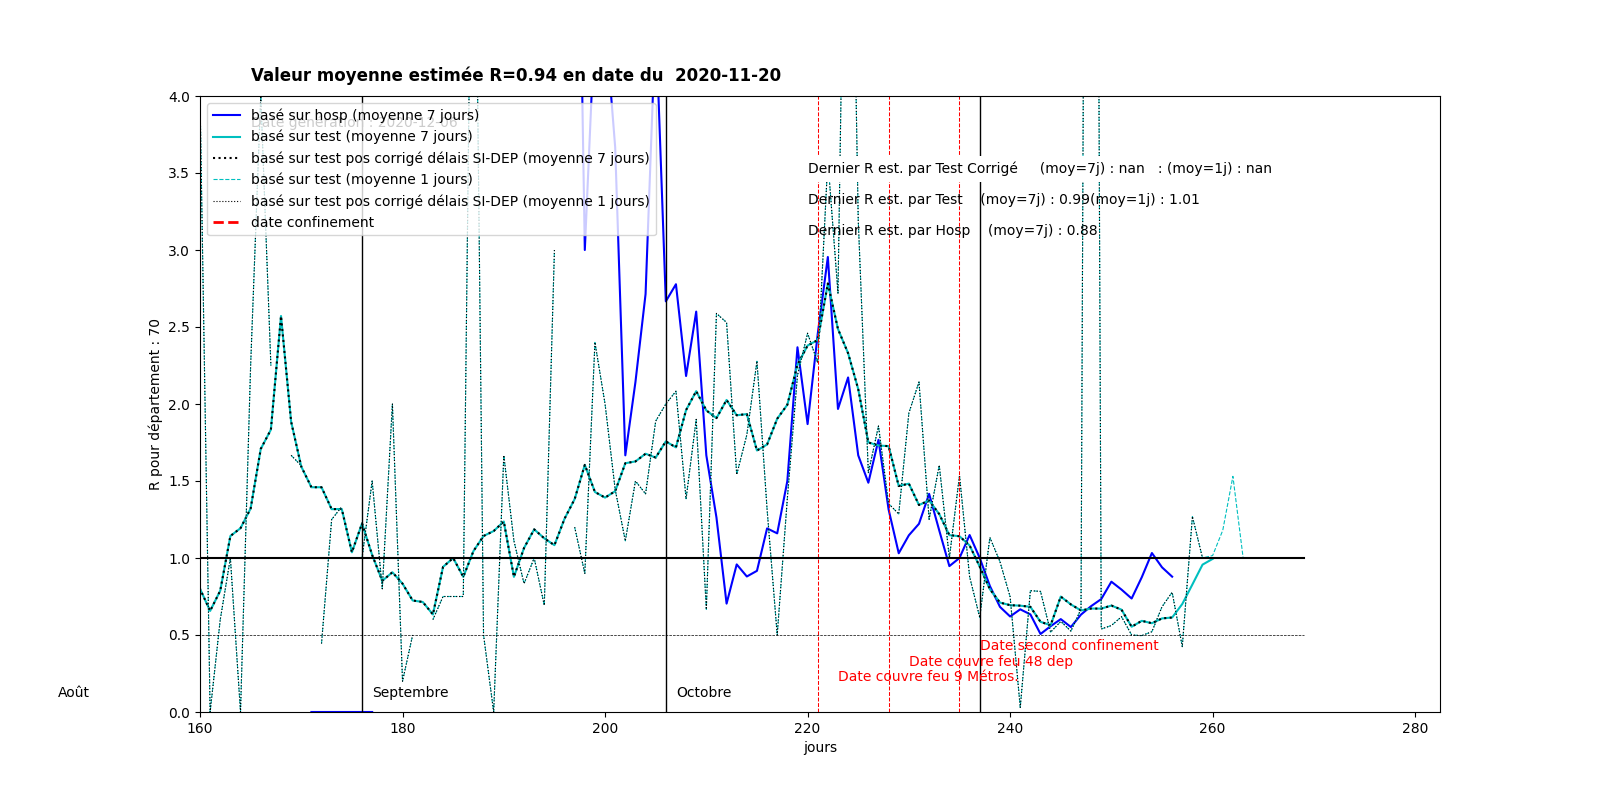 Valeur moyenne estimée R=0.94 en date du  2020-11-20
Date génération : 2020-12-06
basé sur hosp (moyenne 7 jours)
basé sur test (moyenne 7 jours)
basé sur test pos corrigé délais SI-DEP (moyenne 7 jours)
basé sur test (moyenne 1 jours)
basé sur test pos corrigé délais SI-DEP (moyenne 1 jours)
date confinement
Dernier R est. par Test Corrigé     (moy=7j) : nan   : (moy=1j) : nan
Dernier R est. par Test    (moy=7j) : 0.99(moy=1j) : 1.01
Dernier R est. par Hosp    (moy=7j) : 0.88
4.0
3.5
3.0
2.5
2.0
1.5
1.0
0.5
0.0
R pour département : 70
Date second confinement
Date couvre feu 48 dep
Date couvre feu 9 Métros.
Août
Septembre
Octobre
160
180
200
220
240
260
280
jours